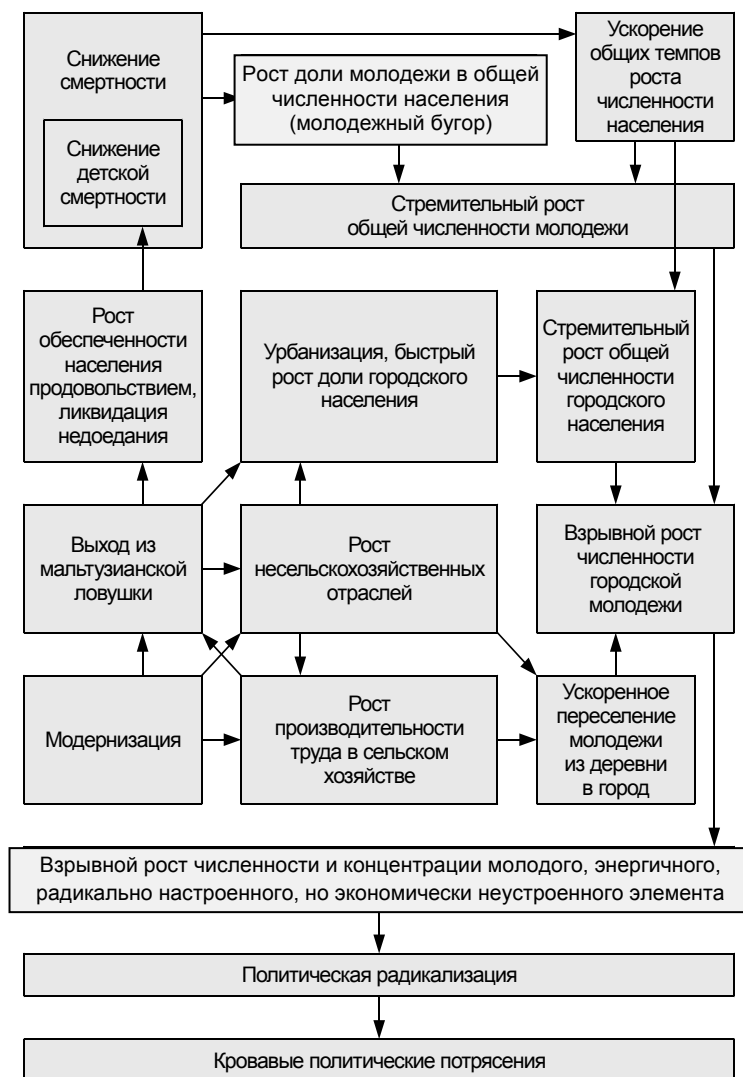 Снижение
смертности
Снижение
детской
смертности
Рост доли молодежи в общей
численности населения
(молодежный бугор)
Ускорение
общих темпов
роста
численности
населения
Стремительный рост
общей численности молодежи
Рост
обеспеченности
населения
продовольствием,
ликвидация
недоедания
Урбанизация, быстрый
рост доли городского
населения
Стремительный
рост общей
численности
городского
населения
Выход из
мальтузианской
ловушки
Рост
несельскохозяйственных
отраслей
Взрывной рост
численности
городской
молодежи
Модернизация
Рост
производительности
труда в сельском
хозяйстве
Ускоренное
переселение
молодежи
из деревни
в город
Взрывной рост численности и концентрации молодого, энергичного,
радикально настроенного, но экономически неустроенного элемента
Политическая радикализация
Кровавые политические потрясения